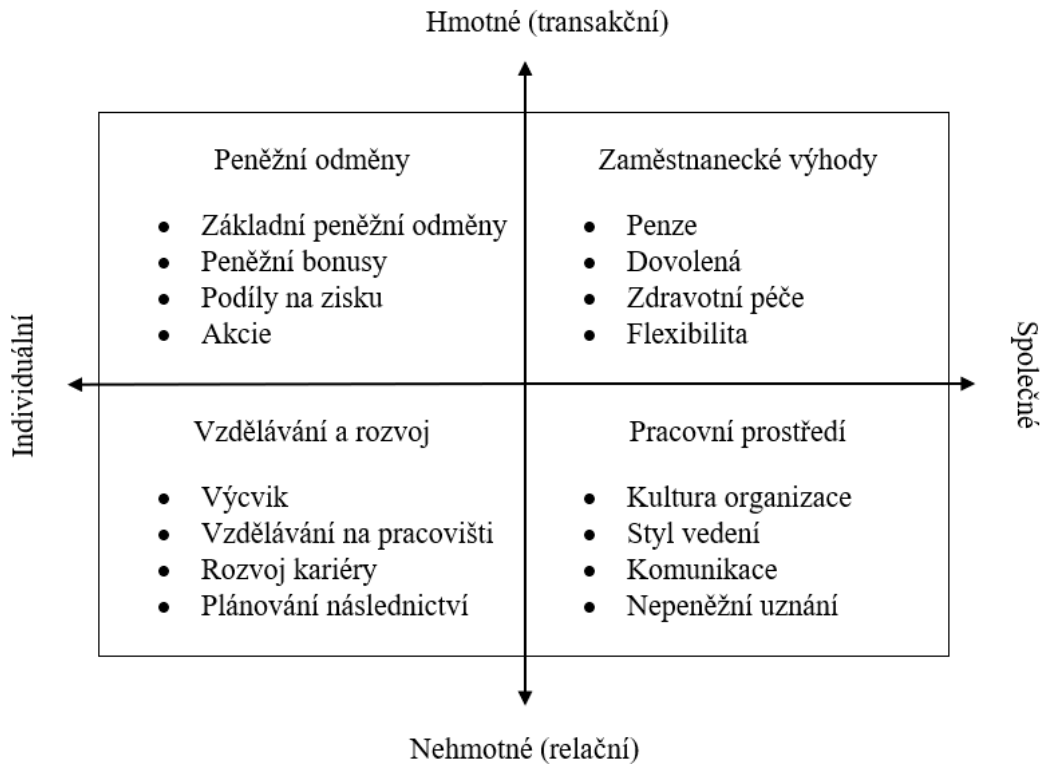 Hmotné (transakční)
Peněžní odměny
• Základní peněžní odměny
• Peněžní bonusy
• Podíly na zisku
• Akcie
Zaměstnanecké výhody
• Penze
• Dovolená
• Zdravotní péče
• Flexibilita
Individuální
Společné
Vzdělávání a rozvoj
• Výcvik
• Vzdělávání na pracovišti
• Rozvoj kariéry
• Plánování následnictví
Pracovní prostředí
• Kultura organizace
• Styl vedení
• Komunikace
• Nepeněžní uznání
Nehmotné (relační)